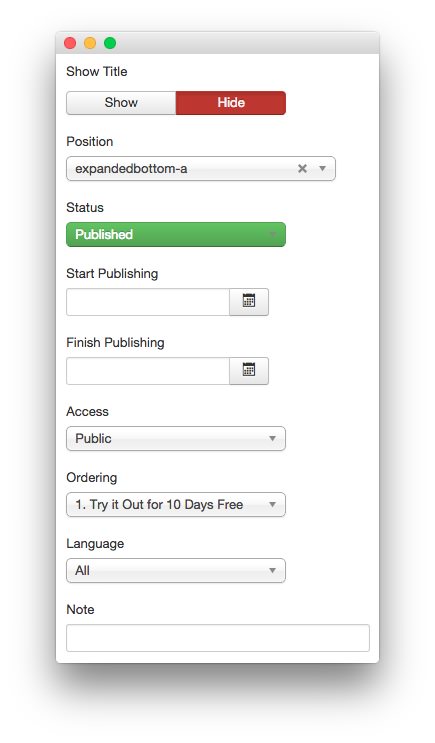 Show Title
Show Hide
Position
expandedbottom-a
Status
Published
Start Publishing
Finish Publishing
Access
Public
Ordering
1. Try it Out for 10 Days Free
Language
All
Note